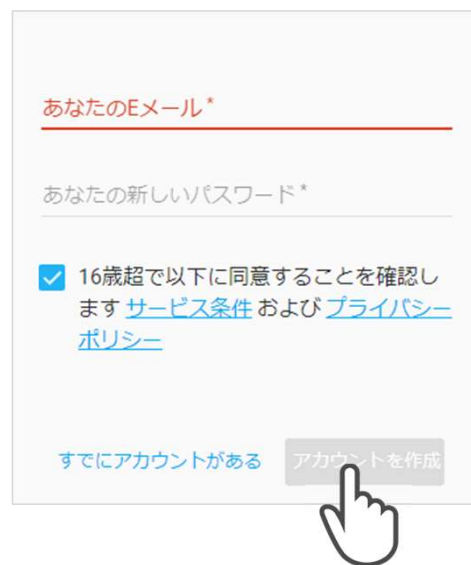 あなたのEメール*
あなたの新しいパスワード*
16歳超で以下に同意することを確認し
ます サービス条件 および プライバシー
ポリシー
すでにアカウントがある アカウントを作成